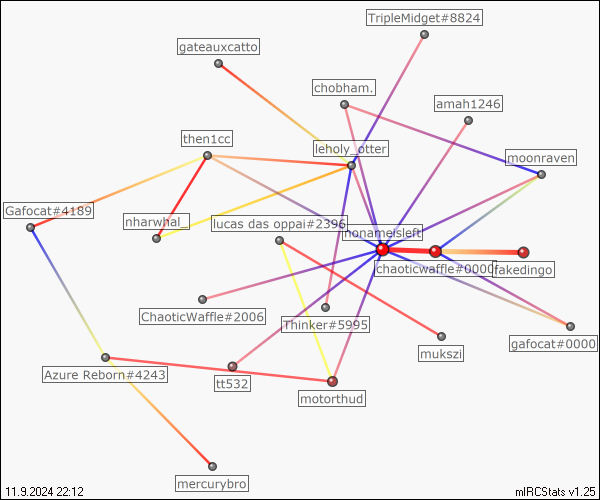 TripleMidget#8824
gateauxcatto
chobham.
amah1246
then1cc
leholy_otter
moonraven
Gafocat#4189
nharwhal_
lucas das oppai#2396
nonameisleft
chaoticwaffle#0000
fakedingo
ChaoticWaffle#2006
Thinker#5995
gafocat#0000
mukszi
Azure Reborn#4243
tt532
motorthud
mercurybro
11.9.2024 22:12
mIRCStats v1.25